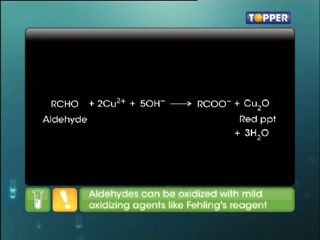 TOPPER
RCHO + 2Cu²⁺ + 5OH⁻ ⟶ RCOO⁻ + Cu₂O
Aldehyde Red ppt
+ 3H₂O
Aldehydes can be oxidized with mild
oxidizing agents like Fehling's reagent